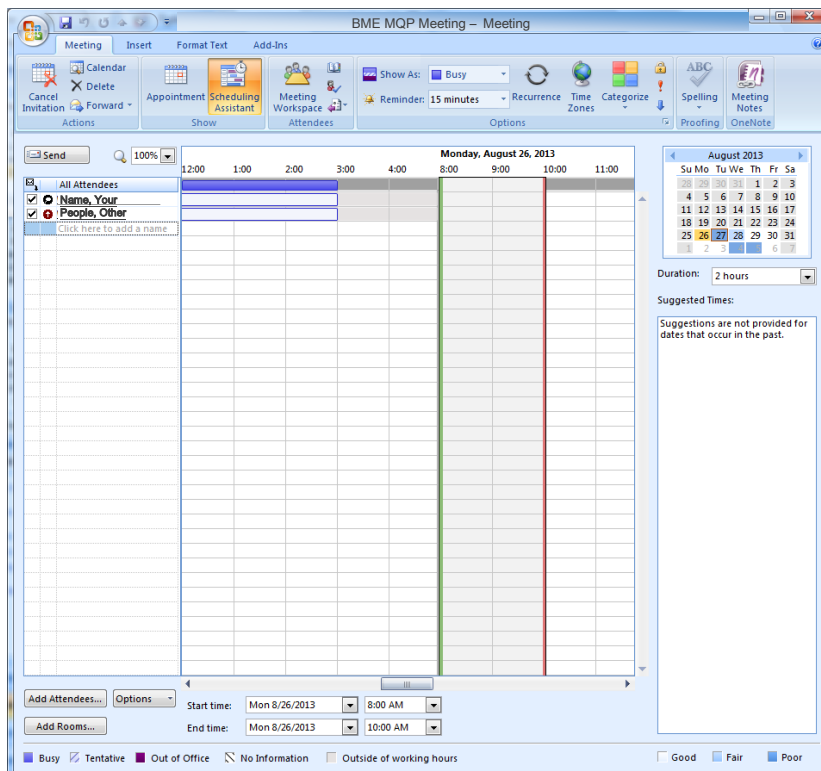 BME MQP Meeting – Meeting
Meeting Insert Format Text Add-Ins
Cancel Invitation
Calendar
Delete
Forward
Actions
Appointment
Scheduling Assistant
Show
Meeting Workspace
Attendees
Show As: Busy
Reminder: 15 minutes
Recurrence
Time Zones
Categorize
Options
ABC
Spelling
Proofing
Meeting Notes
OneNote
Send 100%
Monday, August 26, 2013
12:00 1:00 2:00 3:00 4:00 8:00 9:00 10:00 11:00
All Attendees
Name, Your
People, Other
Click here to add a name
August 2013
Su Mo Tu We Th Fr Sa
28 29 30 31 1 2 3
4 5 6 7 8 9 10
11 12 13 14 15 16 17
18 19 20 21 22 23 24
25 26 27 28 29 30 31
1 2 3 6 7
Duration: 2 hours
Suggested Times:
Suggestions are not provided for
dates that occur in the past.
Add Attendees... Options
Add Rooms...
Start time: Mon 8/26/2013 8:00 AM
End time: Mon 8/26/2013 10:00 AM
Busy Tentative Out of Office No Information Outside of working hours
Good Fair Poor